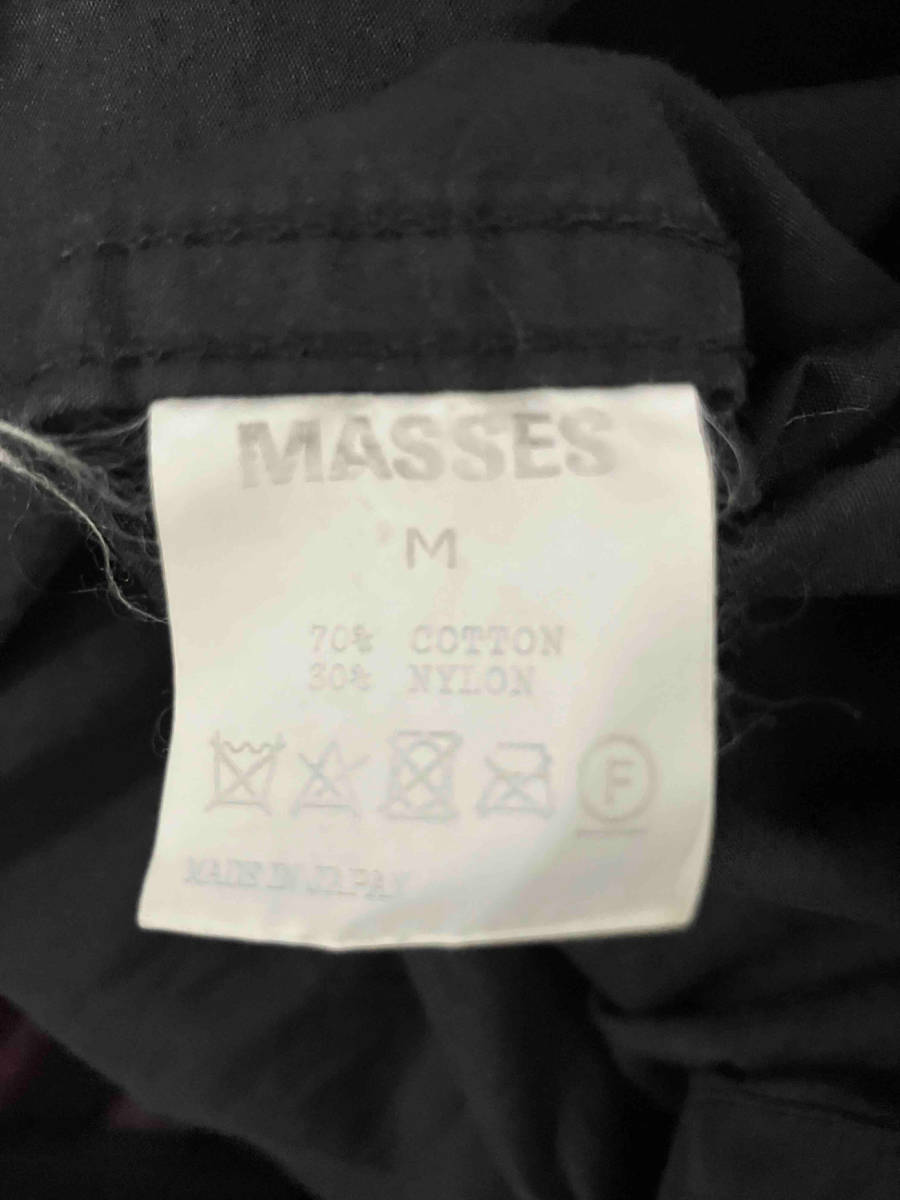 MASSES
M
70% COTTON
30% NYLON
F
MADE IN JAPAN